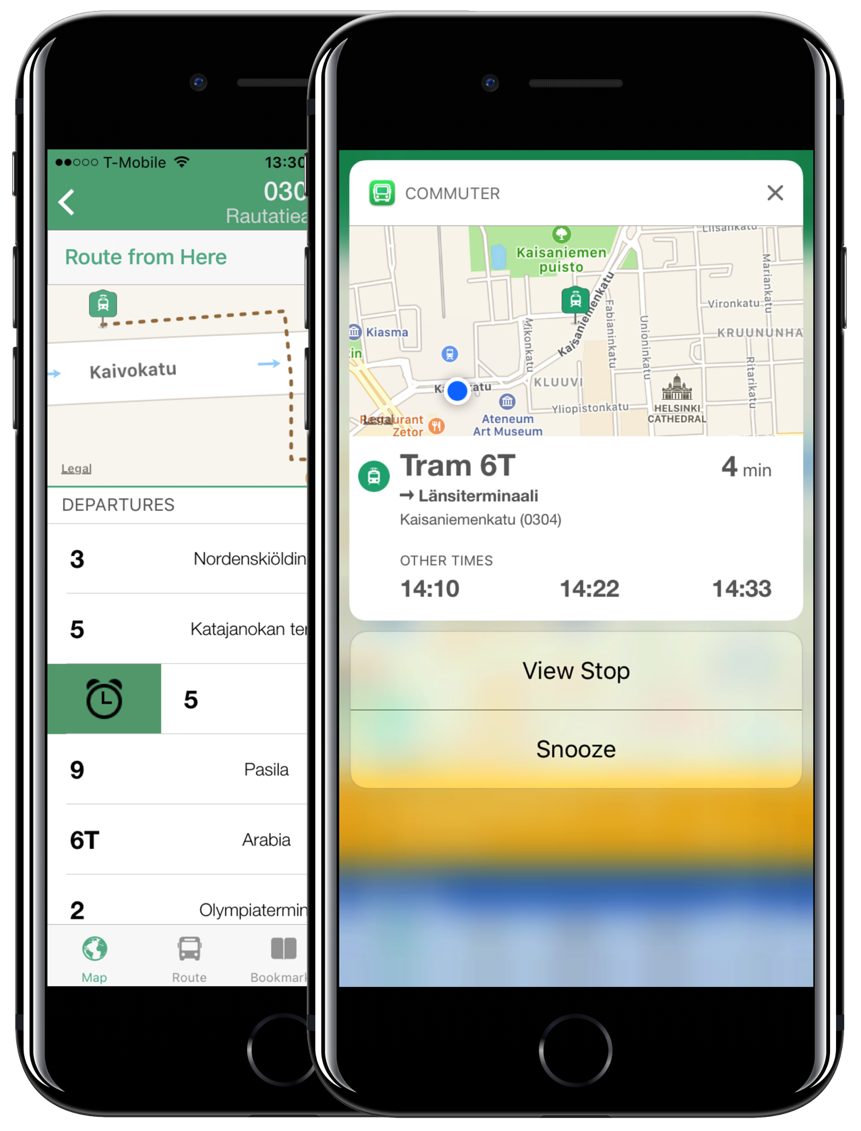 T-Mobile
13:30
030
Rautatiea
Route from Here
Kaivokatu
Legal
DEPARTURES
3 Nordenskiöldin
5 Katajanokan ter
5
9 Pasila
6T Arabia
2 Olympiatermin
Map Route Bookmark
COMMUTER
Liisankatu
Kaisaniemen
puisto
Mariankatu
Vironkatu
Kaisaniemenkatu
Fabianinkatu
Unioninkatu
KRUUNUNHA
Kiasma
in
Mikonkatu
Ritarikatu
KLUUVI
Yliopistonkatu
HELSINKI
CATHEDRAL
Ateneum
Art Museum
Legal
Zetor
Tram 6T 4 min
→ Länsiterminaali
Kaisaniemenkatu (0304)
OTHER TIMES
14:10 14:22 14:33
View Stop
Snooze